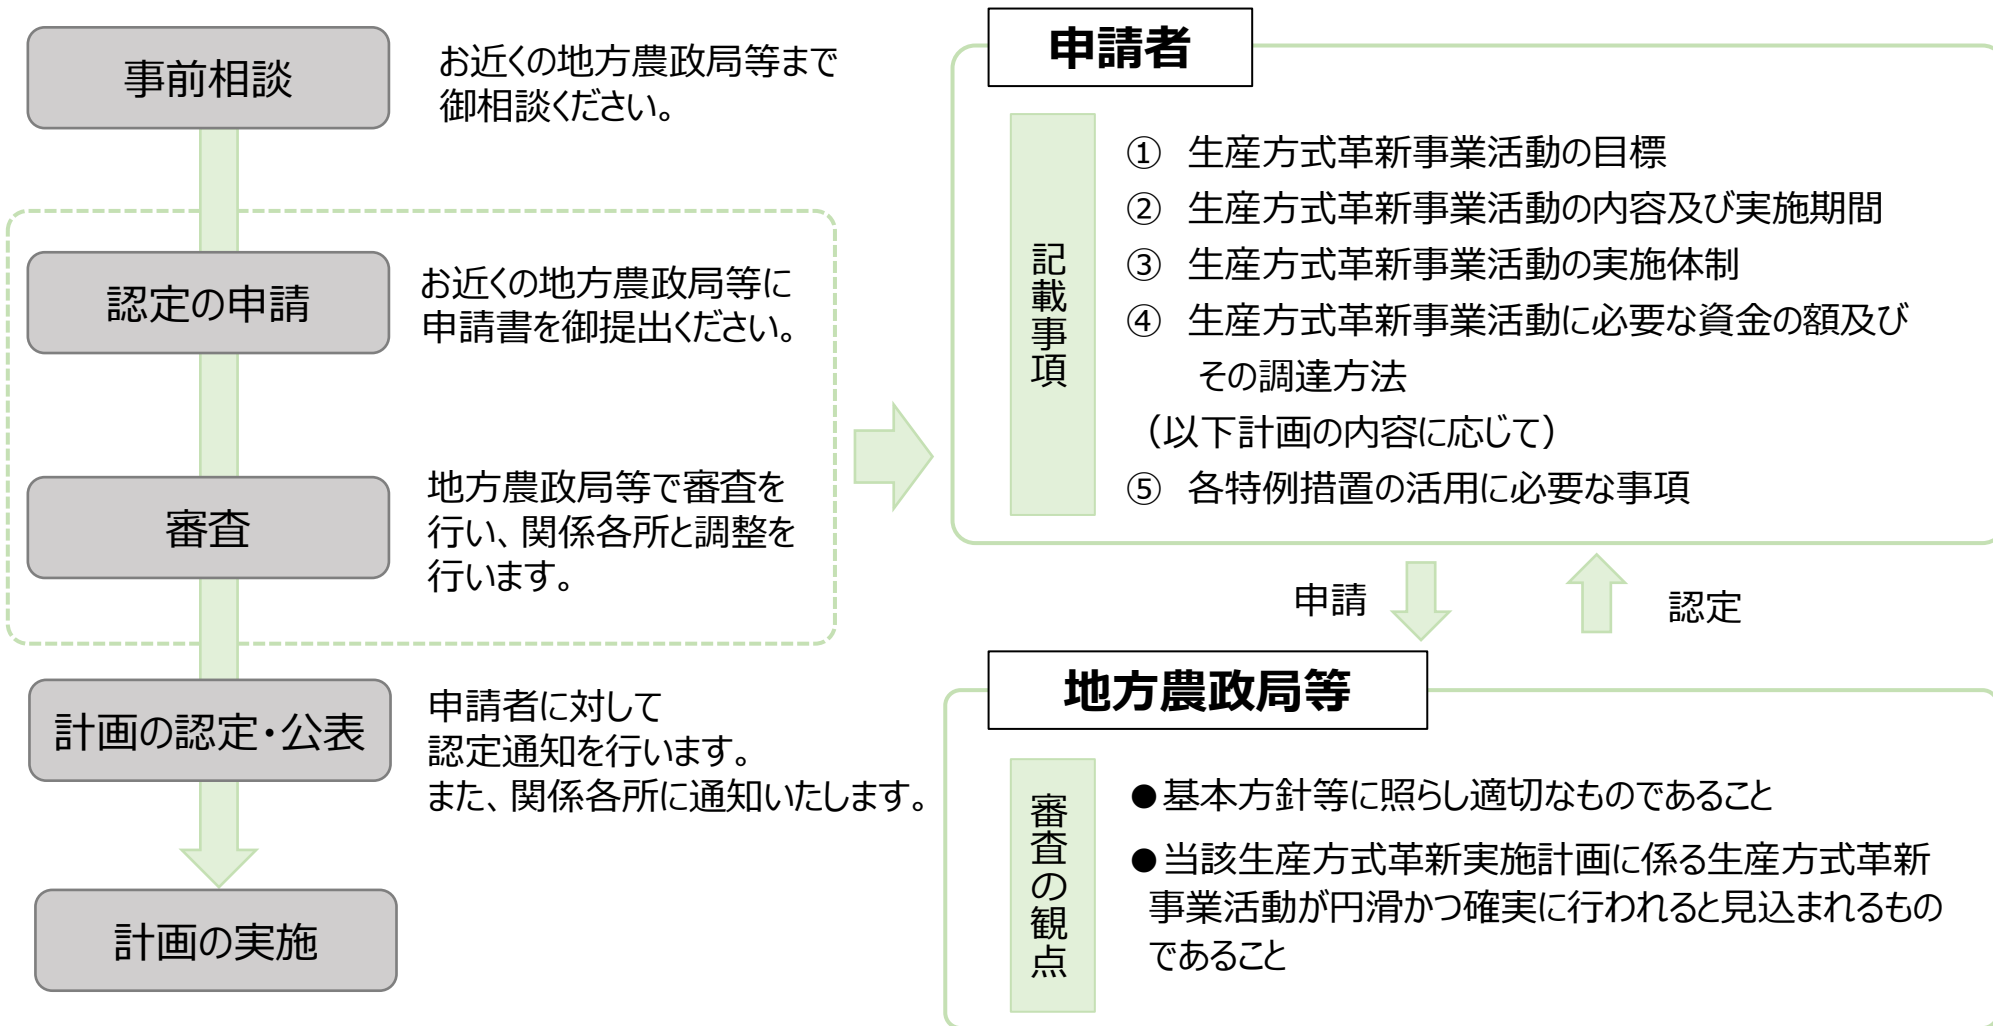 事前相談
お近くの地方農政局等まで
御相談ください。
認定の申請
お近くの地方農政局等に
申請書を御提出ください。
審査
地方農政局等で審査を
行い、関係各所と調整を
行います。
計画の認定・公表
申請者に対して
認定通知を行います。
また、関係各所に通知いたします。
計画の実施
申請者
記載事項
① 生産方式革新事業活動の目標
② 生産方式革新事業活動の内容及び実施期間
③ 生産方式革新事業活動の実施体制
④ 生産方式革新事業活動に必要な資金の額及び
その調達方法
（以下計画の内容に応じて）
⑤ 各特例措置の活用に必要な事項
申請
認定
地方農政局等
審査の観点
●基本方針等に照らし適切なものであること
●当該生産方式革新実施計画に係る生産方式革新
事業活動が円滑かつ確実に行われると見込まれるもの
であること